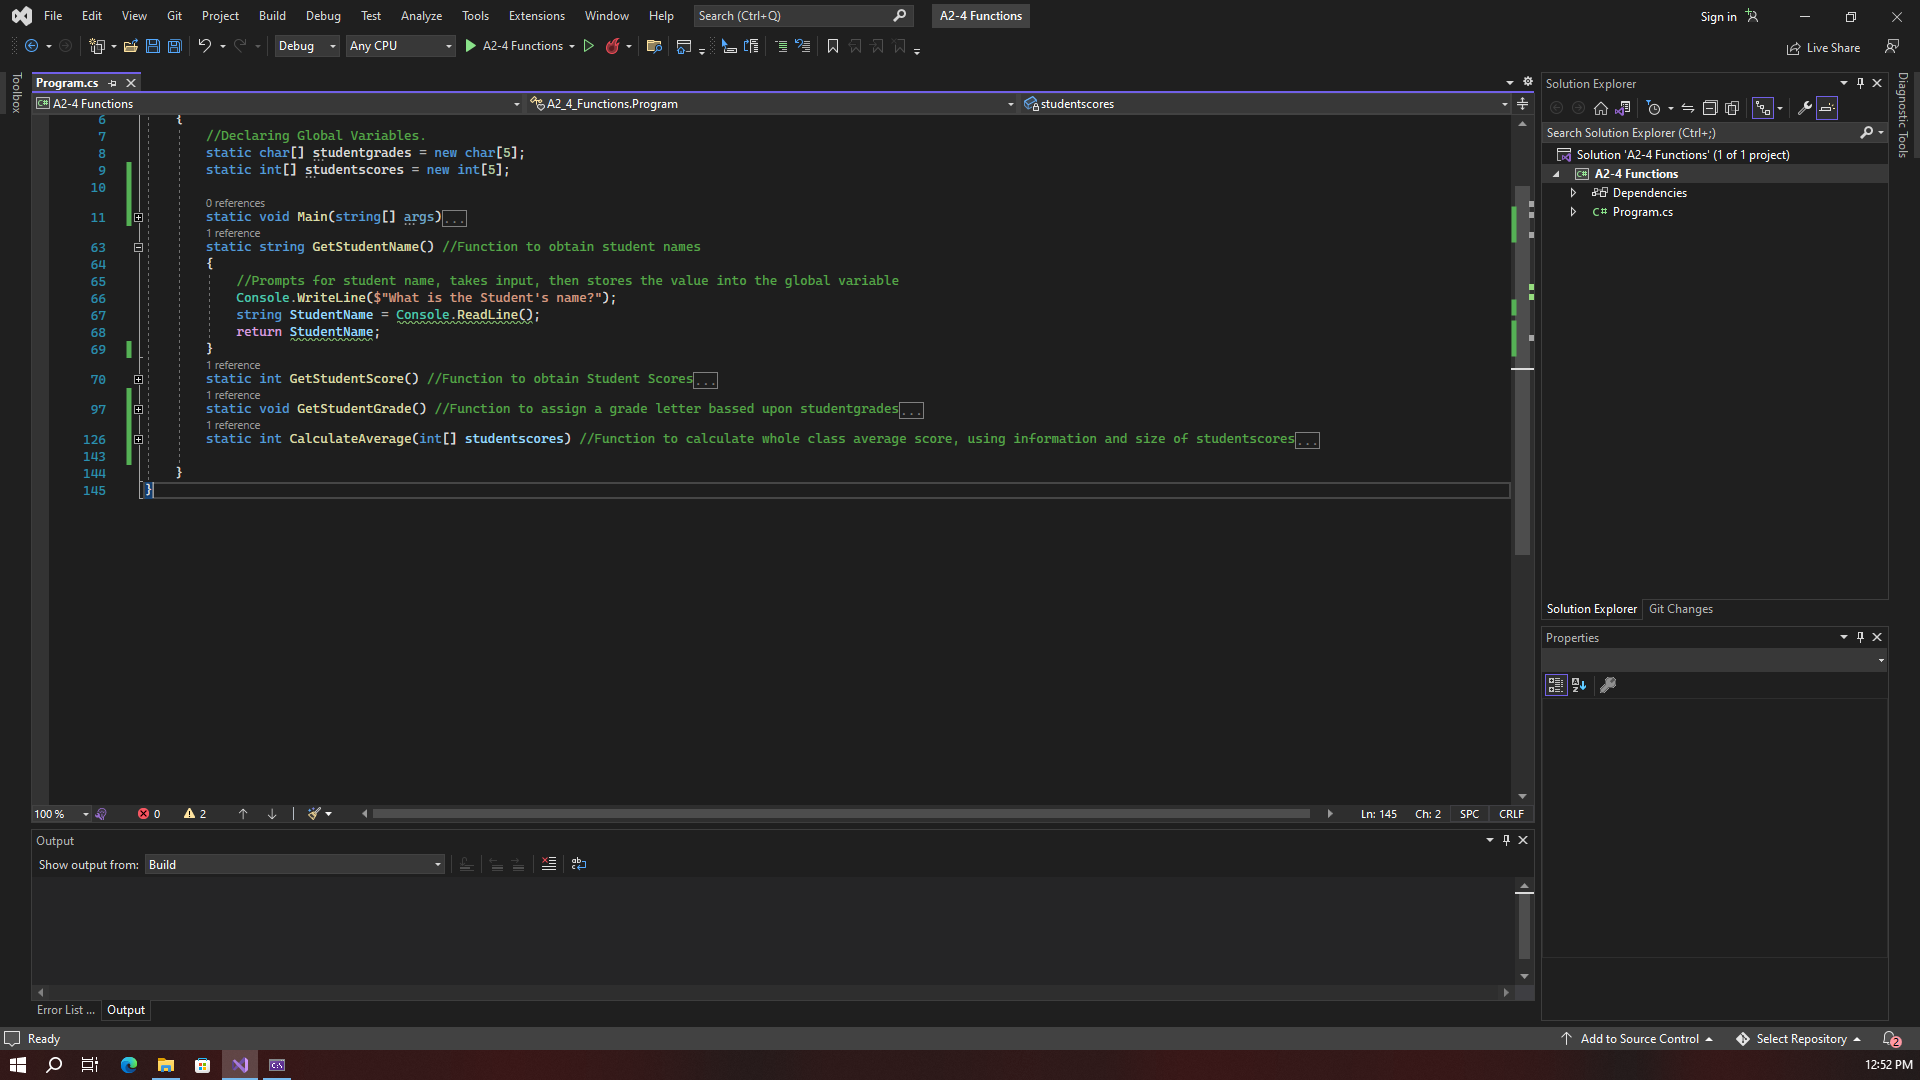 File Edit View Git Project Build Debug Test Analyze Tools Extensions Window Help Search (Ctrl+Q) A2-4 Functions Sign in
Debug Any CPU A2-4 Functions Live Share
Toolbox
Program.cs
A2-4 Functions A2_4_Functions.Program studentscores
6 {
7 //Declaring Global Variables.
8 static char[] studentgrades = new char[5];
9 static int[] studentscores = new int[5];
10
0 references
11 static void Main(string[] args)...
1 reference
63 static string GetStudentName() //Function to obtain student names
64 {
65 //Prompts for student name, takes input, then stores the value into the global variable
66 Console.WriteLine($"What is the Student's name?");
67 string StudentName = Console.ReadLine();
68 return StudentName;
69 }
1 reference
70 static int GetStudentScore() //Function to obtain Student Scores...
1 reference
97 static void GetStudentGrade() //Function to assign a grade letter bassed upon studentgrades...
1 reference
126 static int CalculateAverage(int[] studentscores) //Function to calculate whole class average score, using information and size of studentscores...
143
144 }
145 }
100 % 0 2 Ln: 145 Ch: 2 SPC CRLF
Output
Show output from: Build
Error List ... Output
Solution Explorer
Search Solution Explorer (Ctrl+;)
Solution 'A2-4 Functions' (1 of 1 project)
A2-4 Functions
Dependencies
C# Program.cs
Solution Explorer Git Changes
Properties
Diagnostic Tools
Ready Add to Source Control Select Repository 2
12:52 PM